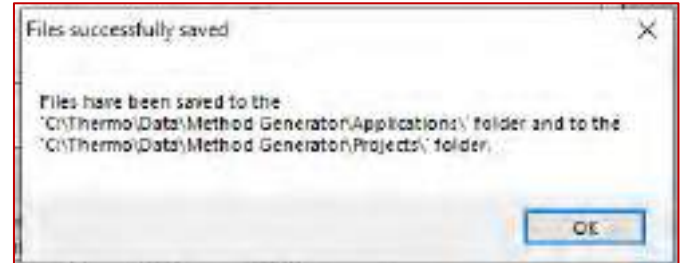 Files successfully saved
Files have been saved to the
'C:\Thermo\Data\Method Generator\Applications\' folder and to the
'C:\Thermo\Data\Method Generator\Projects\' folder.
OK